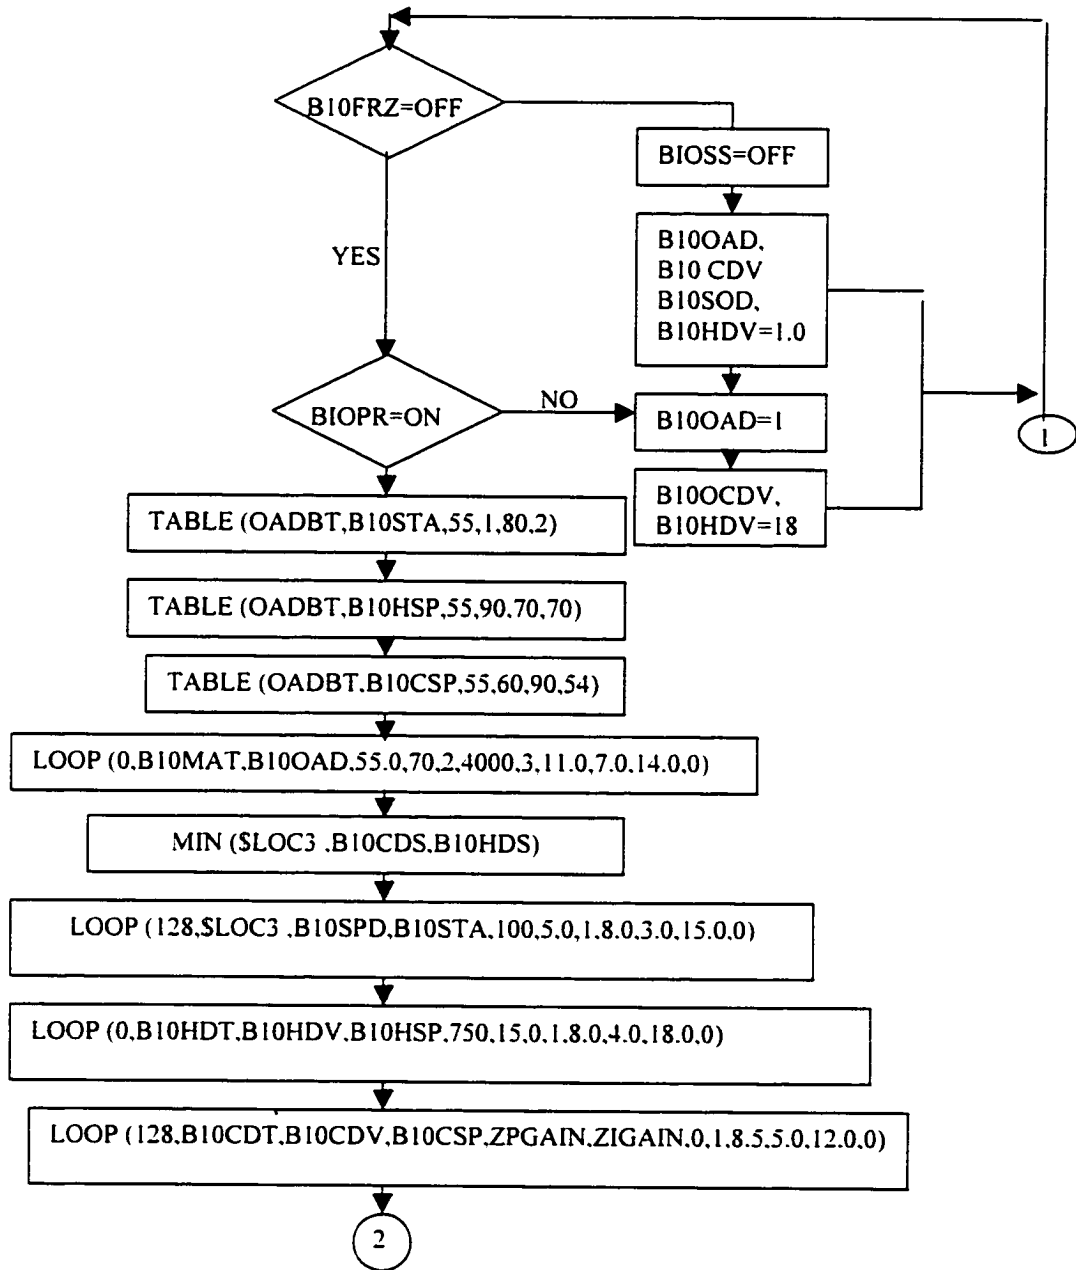 B10FRZ=OFF
BIOSS=OFF
B10OAD,
B10 CDV
B10SOD,
B10HDV=1.0
YES
BIOPR=ON
NO
B10OAD=1
1
B10OCDV,
B10HDV=18
TABLE (OADBT,B10STA,55,1,80,2)
TABLE (OADBT,B10HSP,55,90,70,70)
TABLE (OADBT,B10CSP,55,60,90,54)
LOOP (0,B10MAT,B10OAD,55.0,70,2,4000,3,11.0,7.0,14.0,0)
MIN ($LOC3 ,B10CDS,B10HDS)
LOOP (128,$LOC3 ,B10SPD,B10STA,100,5.0,1,8.0,3.0,15.0,0)
LOOP (0,B10HDT,B10HDV,B10HSP,750,15,0,1,8.0,4.0,18.0,0)
LOOP (128,B10CDT,B10CDV,B10CSP,ZPGAIN,ZIGAIN,0,1,8.5,5.0,12.0,0)
2